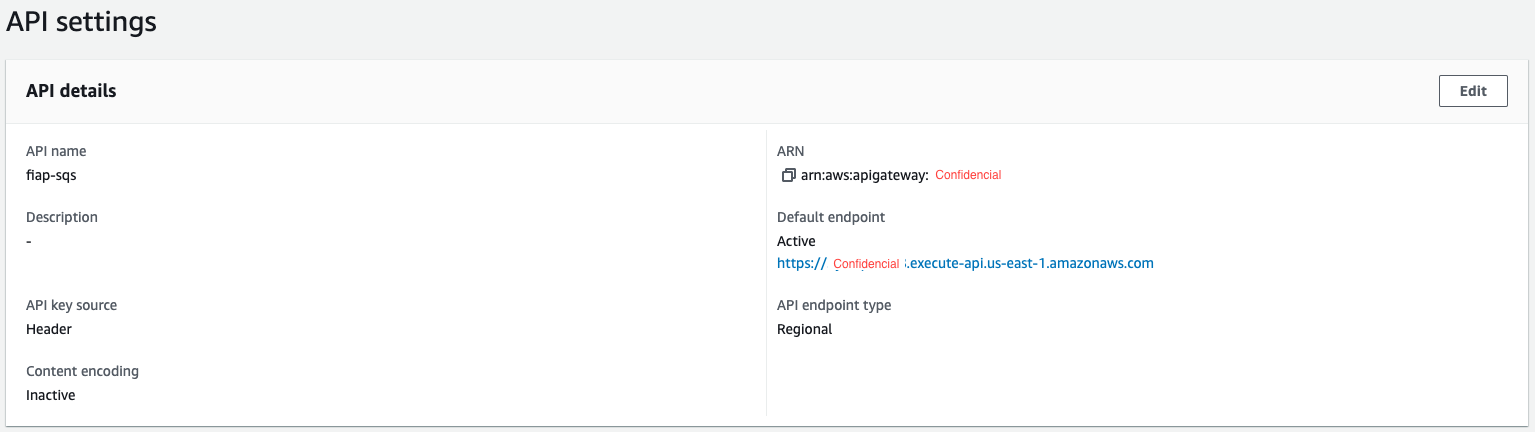 API settings
API details
Edit
API name
fiap-sqs
Description
-
API key source
Header
Content encoding
Inactive
ARN
arn:aws:apigateway: Confidencial
Default endpoint
Active
https:// Confidencial .execute-api.us-east-1.amazonaws.com
API endpoint type
Regional